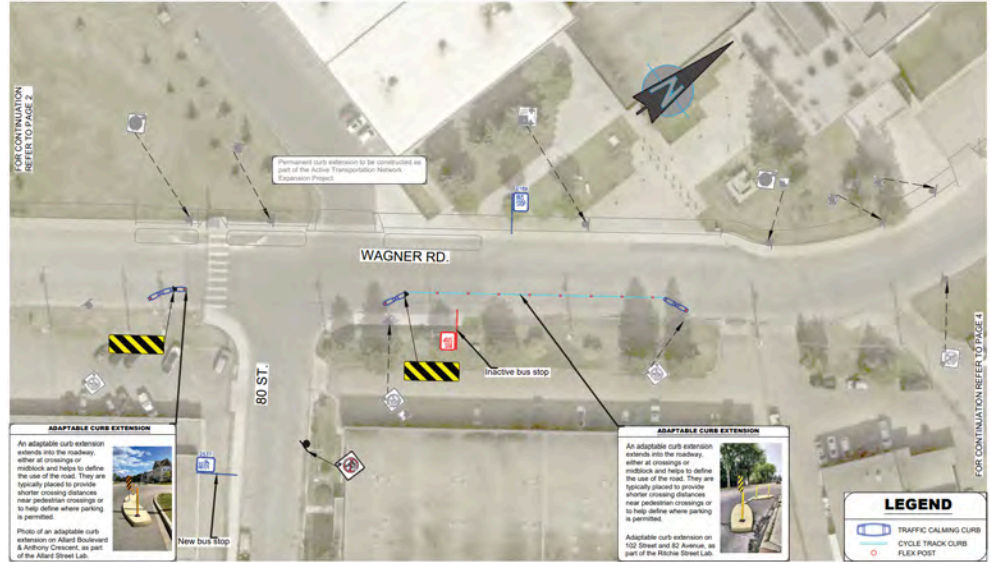 FOR CONTINUATION
REFER TO PAGE 2
Permanent curb extension to be constructed as
part of the Active Transportation Network
Expansion Project.
N
BUS
STOP
WAGNER RD.
80 ST.
Inactive bus stop
New bus stop
FOR CONTINUATION REFER TO PAGE 4
ADAPTABLE CURB EXTENSION
An adaptable curb extension
extends into the roadway,
either at crossings or
midblock and helps to define
the use of the road. They are
typically placed to provide
shorter crossing distances
near pedestrian crossings or
to help define where parking
is permitted.
Photo of an adaptable curb
extension on Allard Boulevard
& Anthony Crescent, as part
of the Allard Street Lab.
ADAPTABLE CURB EXTENSION
An adaptable curb extension
extends into the roadway,
either at crossings or
midblock and helps to define
the use of the road. They are
typically placed to provide
shorter crossing distances
near pedestrian crossings or
to help define where parking
is permitted.
Adaptable curb extension on
102 Street and 82 Avenue, as
part of the Ritchie Street Lab.
LEGEND
TRAFFIC CALMING CURB
CYCLE TRACK CURB
FLEX POST